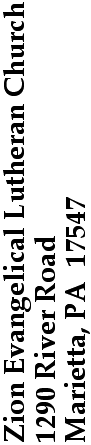 Zion Evangelical Lutheran Church
1290 River Road
Marietta, PA  17547